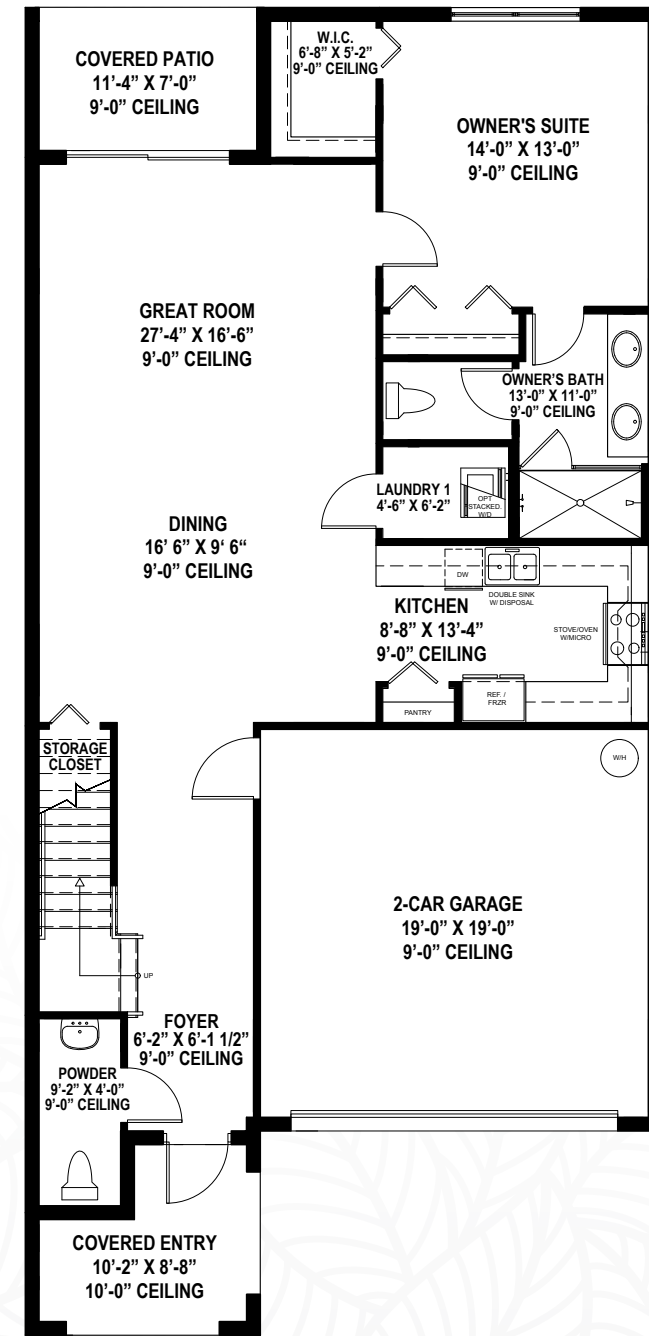 COVERED PATIO
11’-4” X 7’-0”
9’-0” CEILING
W.I.C.
6’-8” X 5’-2”
9’-0” CEILING
OWNER'S SUITE
14’-0” X 13’-0”
9’-0” CEILING
GREAT ROOM
27’-4” X 16’-6”
9’-0” CEILING
OWNER’S BATH
13’-0” X 11’-0”
9’-0” CEILING
LAUNDRY 1
4’-6” X 6’-2”
OPT
STACKED.
W/D
DINING
16’ 6” X 9‘ 6“
9’-0” CEILING
DW
DOUBLE SINK
W/ DISPOSAL
KITCHEN
8’-8” X 13’-4”
9’-0” CEILING
STOVE/OVEN
W/MICRO
PANTRY
REF. /
FRZR
STORAGE
CLOSET
W/H
2-CAR GARAGE
19’-0” X 19’-0”
9’-0” CEILING
UP
FOYER
6’-2” X 6’-1 1/2”
9’-0” CEILING
POWDER
9’-2” X 4’-0”
9’-0” CEILING
COVERED ENTRY
10’-2” X 8’-8”
10’-0” CEILING